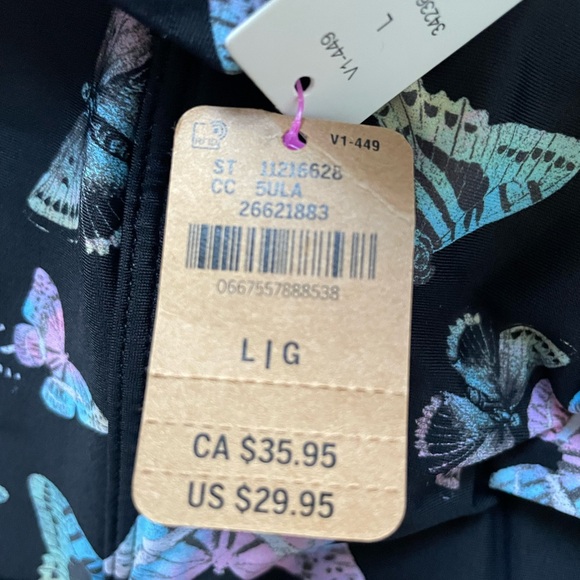 V1-449
L
V1-449
ST 11216628
CC 5ULA
26621883
0667557888538
L|G
CA $35.95
US $29.95